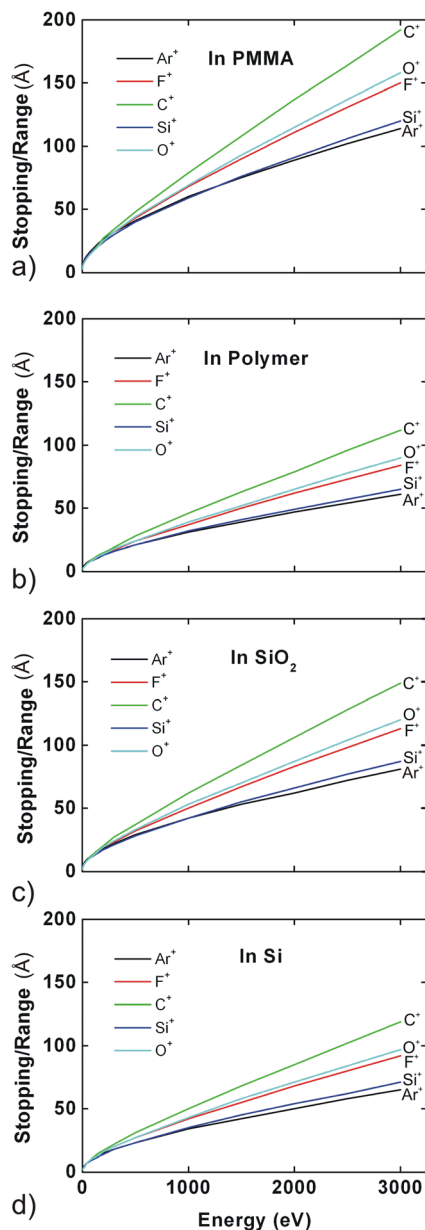 200
150
100
50
0
Stopping/Range (Å)
In PMMA
Ar⁺
F⁺
C⁺
Si⁺
O⁺
C⁺
O⁺
F⁺
Si⁺
Ar⁺
a)
200
150
100
50
0
Stopping/Range (Å)
In Polymer
Ar⁺
F⁺
C⁺
Si⁺
O⁺
C⁺
O⁺
F⁺
Si⁺
Ar⁺
b)
200
150
100
50
0
Stopping/Range (Å)
In SiO₂
Ar⁺
F⁺
C⁺
Si⁺
O⁺
C⁺
O⁺
F⁺
Si⁺
Ar⁺
c)
200
150
100
50
0
Stopping/Range (Å)
In Si
Ar⁺
F⁺
C⁺
Si⁺
O⁺
C⁺
O⁺
F⁺
Si⁺
Ar⁺
d)
0 1000 2000 3000
Energy (eV)